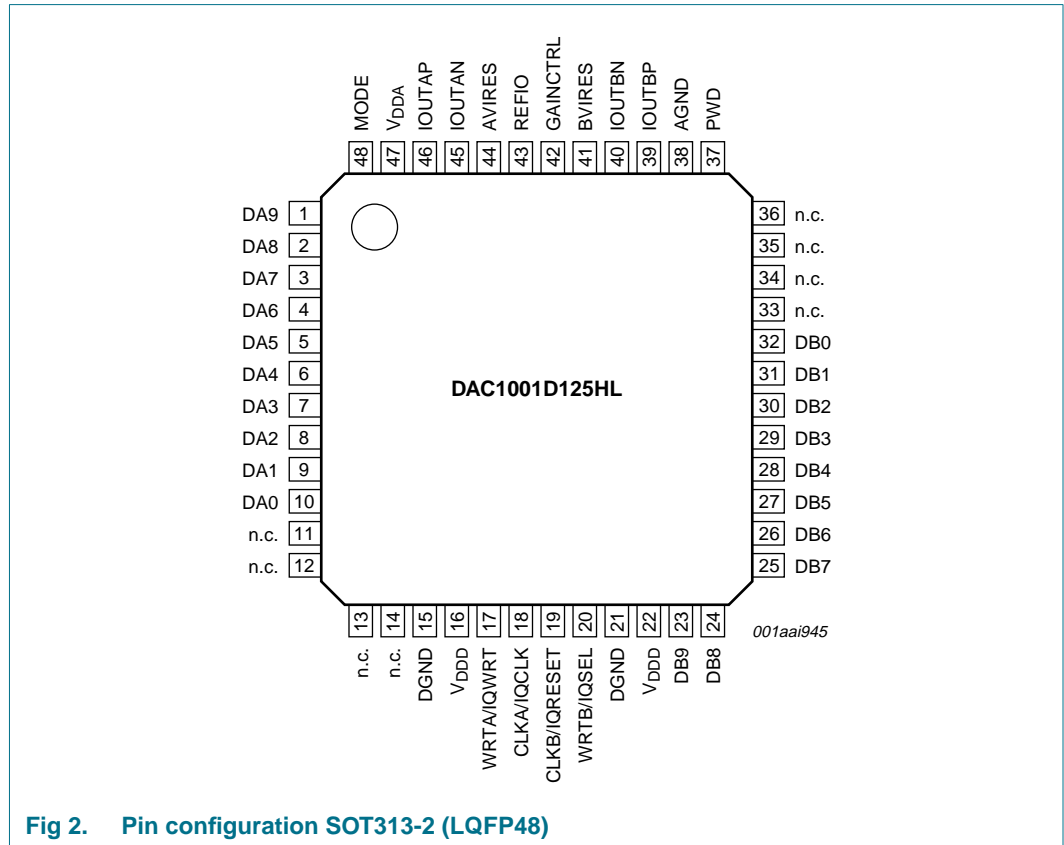 MODE
VDDA
IOUTAP
IOUTAN
AVIRES
REFIO
GAINCTRL
BVIRES
IOUTBN
IOUTBP
AGND
PWD
48
47
46
45
44
43
42
41
40
39
38
37
DA9 1
DA8 2
DA7 3
DA6 4
DA5 5
DA4 6
DA3 7
DA2 8
DA1 9
DA0 10
n.c. 11
n.c. 12
DAC1001D125HL
36 n.c.
35 n.c.
34 n.c.
33 n.c.
32 DB0
31 DB1
30 DB2
29 DB3
28 DB4
27 DB5
26 DB6
25 DB7
13
14
15
16
17
18
19
20
21
22
23
24
n.c.
n.c.
DGND
VDDD
WRTA/IQWRT
CLKA/IQCLK
CLKB/IQRESET
WRTB/IQSEL
DGND
VDDD
DB9
DB8
001aai945
Fig 2. Pin configuration SOT313-2 (LQFP48)